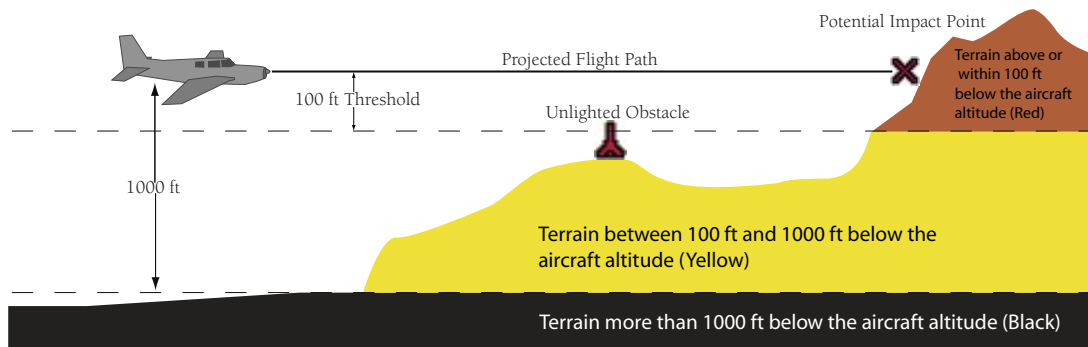 Potential Impact Point
Projected Flight Path
Terrain above or
within 100 ft
below the aircraft
altitude (Red)
100 ft Threshold
Unlighted Obstacle
1000 ft
Terrain between 100 ft and 1000 ft below the
aircraft altitude (Yellow)
Terrain more than 1000 ft below the aircraft altitude (Black)